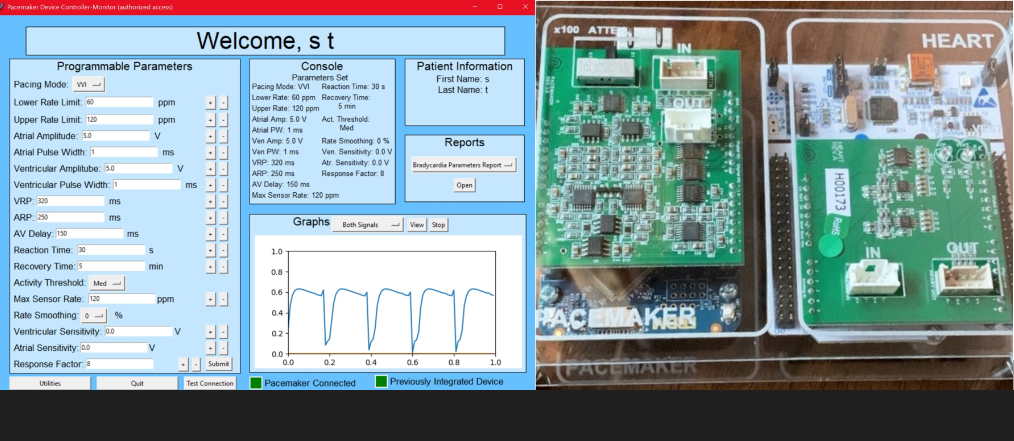 Pacemaker Device Controller-Monitor (authorized access)
Welcome, s t
Programmable Parameters
Pacing Mode: VVI
Lower Rate Limit: 60 ppm + -
Upper Rate Limit: 120 ppm + -
Atrial Amplitude: 5.0 V + -
Atrial Pulse Width: 1 ms + -
Ventricular Amplitube: 5.0 V + -
Ventricular Pulse Width: 1 ms + -
VRP: 320 ms + -
ARP: 250 ms + -
AV Delay: 150 ms + -
Reaction Time: 30 s + -
Recovery Time: 5 min + -
Activity Threshold: Med
Max Sensor Rate: 120 ppm + -
Rate Smoothing: 0 %
Ventricular Sensitivity: 0.0 V + -
Atrial Sensitivity: 0.0 V + -
Response Factor: 8 + - Submit
Utilities Quit Test Connection
Console
Parameters Set
Pacing Mode: VVI Reaction Time: 30 s
Lower Rate: 60 ppm Recovery Time:
Upper Rate: 120 ppm 5 min
Atrial Amp: 5.0 V Act. Threshold:
Atrial PW: 1 ms Med
Ven Amp: 5.0 V Rate Smoothing: 0 %
Ven PW: 1 ms Ven. Sensitivity: 0.0 V
VRP: 320 ms Atr. Sensitivity: 0.0 V
ARP: 250 ms Response Factor: 8
AV Delay: 150 ms
Max Sensor Rate: 120 ppm
Patient Information
First Name: s
Last Name: t
Reports
Bradycardia Parameters Report
Open
Graphs Both Signals View Stop
1.0
0.8
0.6
0.4
0.2
0.0
0.0 0.2 0.4 0.6 0.8 1.0
Pacemaker Connected Previously Integrated Device
x100 ATTEN
IN
OUT
PACEMAKER
PACEMAKER
HEART
HEART
H00173
RoHS
IN
OUT